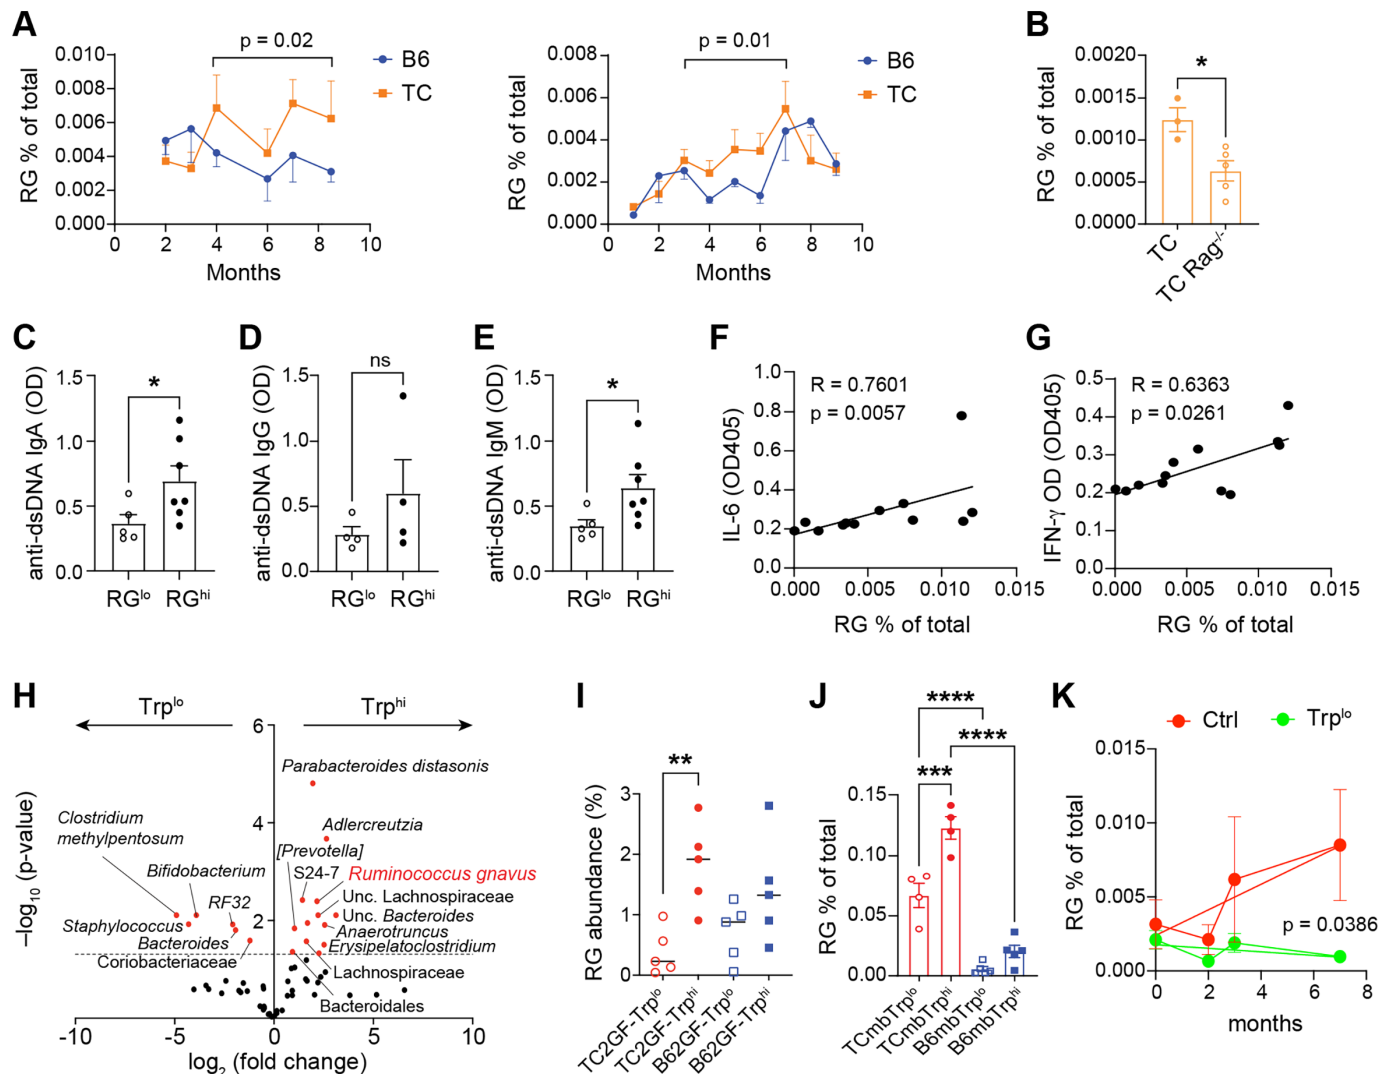 A
p = 0.02
B6
TC
RG % of total
0.010
0.008
0.006
0.004
0.002
0.000
0 2 4 6 8 10
Months
p = 0.01
B6
TC
RG % of total
0.008
0.006
0.004
0.002
0.000
0 2 4 6 8 10
Months
B
RG % of total
0.0020
0.0015
0.0010
0.0005
0.0000
*
TC
TC Rag-/-
C
anti-dsDNA IgA (OD)
1.5
1.0
0.5
0.0
*
RGlo RGhi
D
anti-dsDNA IgG (OD)
1.5
1.0
0.5
0.0
ns
RGlo RGhi
E
anti-dsDNA IgM (OD)
1.5
1.0
0.5
0.0
*
RGlo RGhi
F
IL-6 (OD405)
1.0
0.8
0.6
0.4
0.2
0.0
R = 0.7601
p = 0.0057
0.000 0.005 0.010 0.015
RG % of total
G
IFN-γ OD (OD405)
0.5
0.4
0.3
0.2
0.1
0.0
R = 0.6363
p = 0.0261
0.000 0.005 0.010 0.015
RG % of total
H
Trplo
Trphi
–log10 (p-value)
6
4
2
Parabacteroides distasonis
Clostridium
methylpentosum
Adlercreutzia
[Prevotella]
Bifidobacterium
S24-7
Ruminococcus gnavus
RF32
Unc. Lachnospiraceae
Staphylococcus
Unc. Bacteroides
Bacteroides
Anaerotruncus
Coriobacteriaceae
Erysipelatoclostridium
Lachnospiraceae
Bacteroidales
-10 -5 0 5 10
log2 (fold change)
I
RG abundance (%)
3
2
1
0
**
TC2GF-Trplo
TC2GF-Trphi
B62GF-Trplo
B62GF-Trphi
J
RG % of total
0.15
0.10
0.05
0.00
****
****
***
TCmbTrplo
TCmbTrphi
B6mbTrplo
B6mbTrphi
K
Ctrl
Trplo
RG % of total
0.015
0.010
0.005
0.000
p = 0.0386
0 2 4 6 8
months